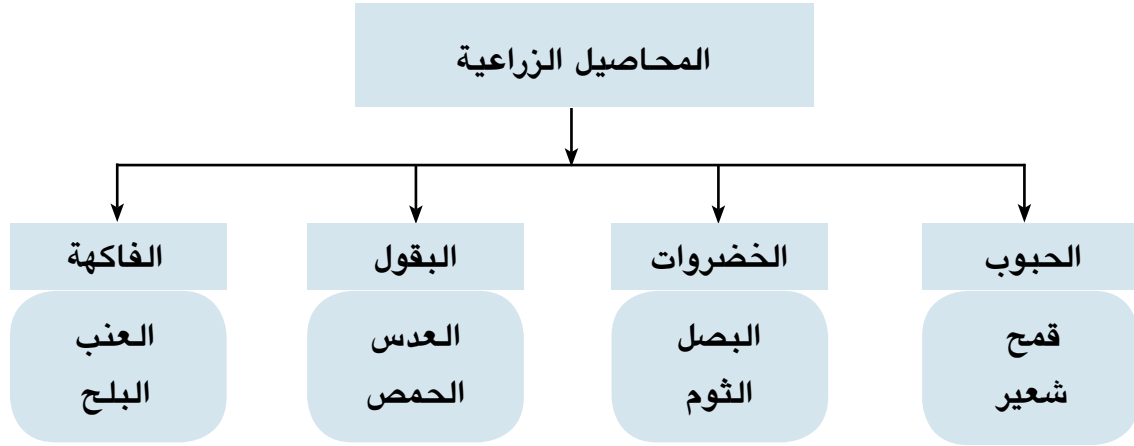 المحاصيل الزراعية
الحبوب
قمح
شعير
الخضروات
البصل
الثوم
البقول
العدس
الحمص
الفاكهة
العنب
البلح